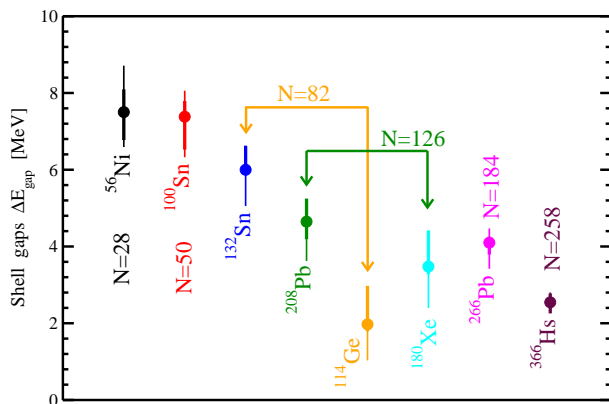 Shell gaps ΔE_gap [MeV]
10
8
6
4
2
0
⁵⁶Ni
N=28
¹⁰⁰Sn
N=50
¹³²Sn
N=82
²⁰⁸Pb
N=126
¹¹⁴Ge
¹⁸⁰Xe
²⁶⁶Pb
N=184
³⁶⁶Hs
N=258